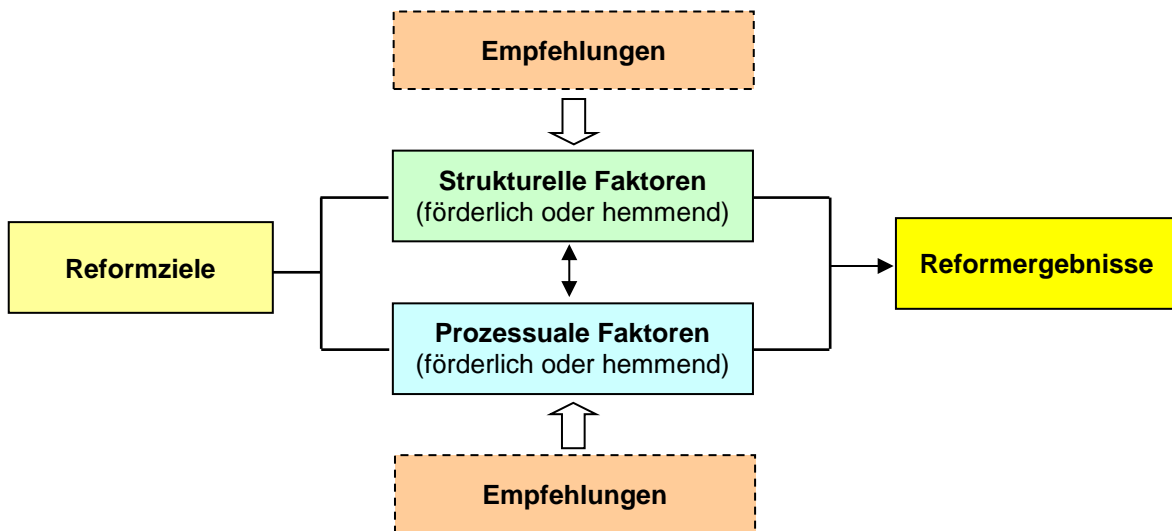 Empfehlungen
Strukturelle Faktoren
(förderlich oder hemmend)
Reformziele
Reformergebnisse
Prozessuale Faktoren
(förderlich oder hemmend)
Empfehlungen